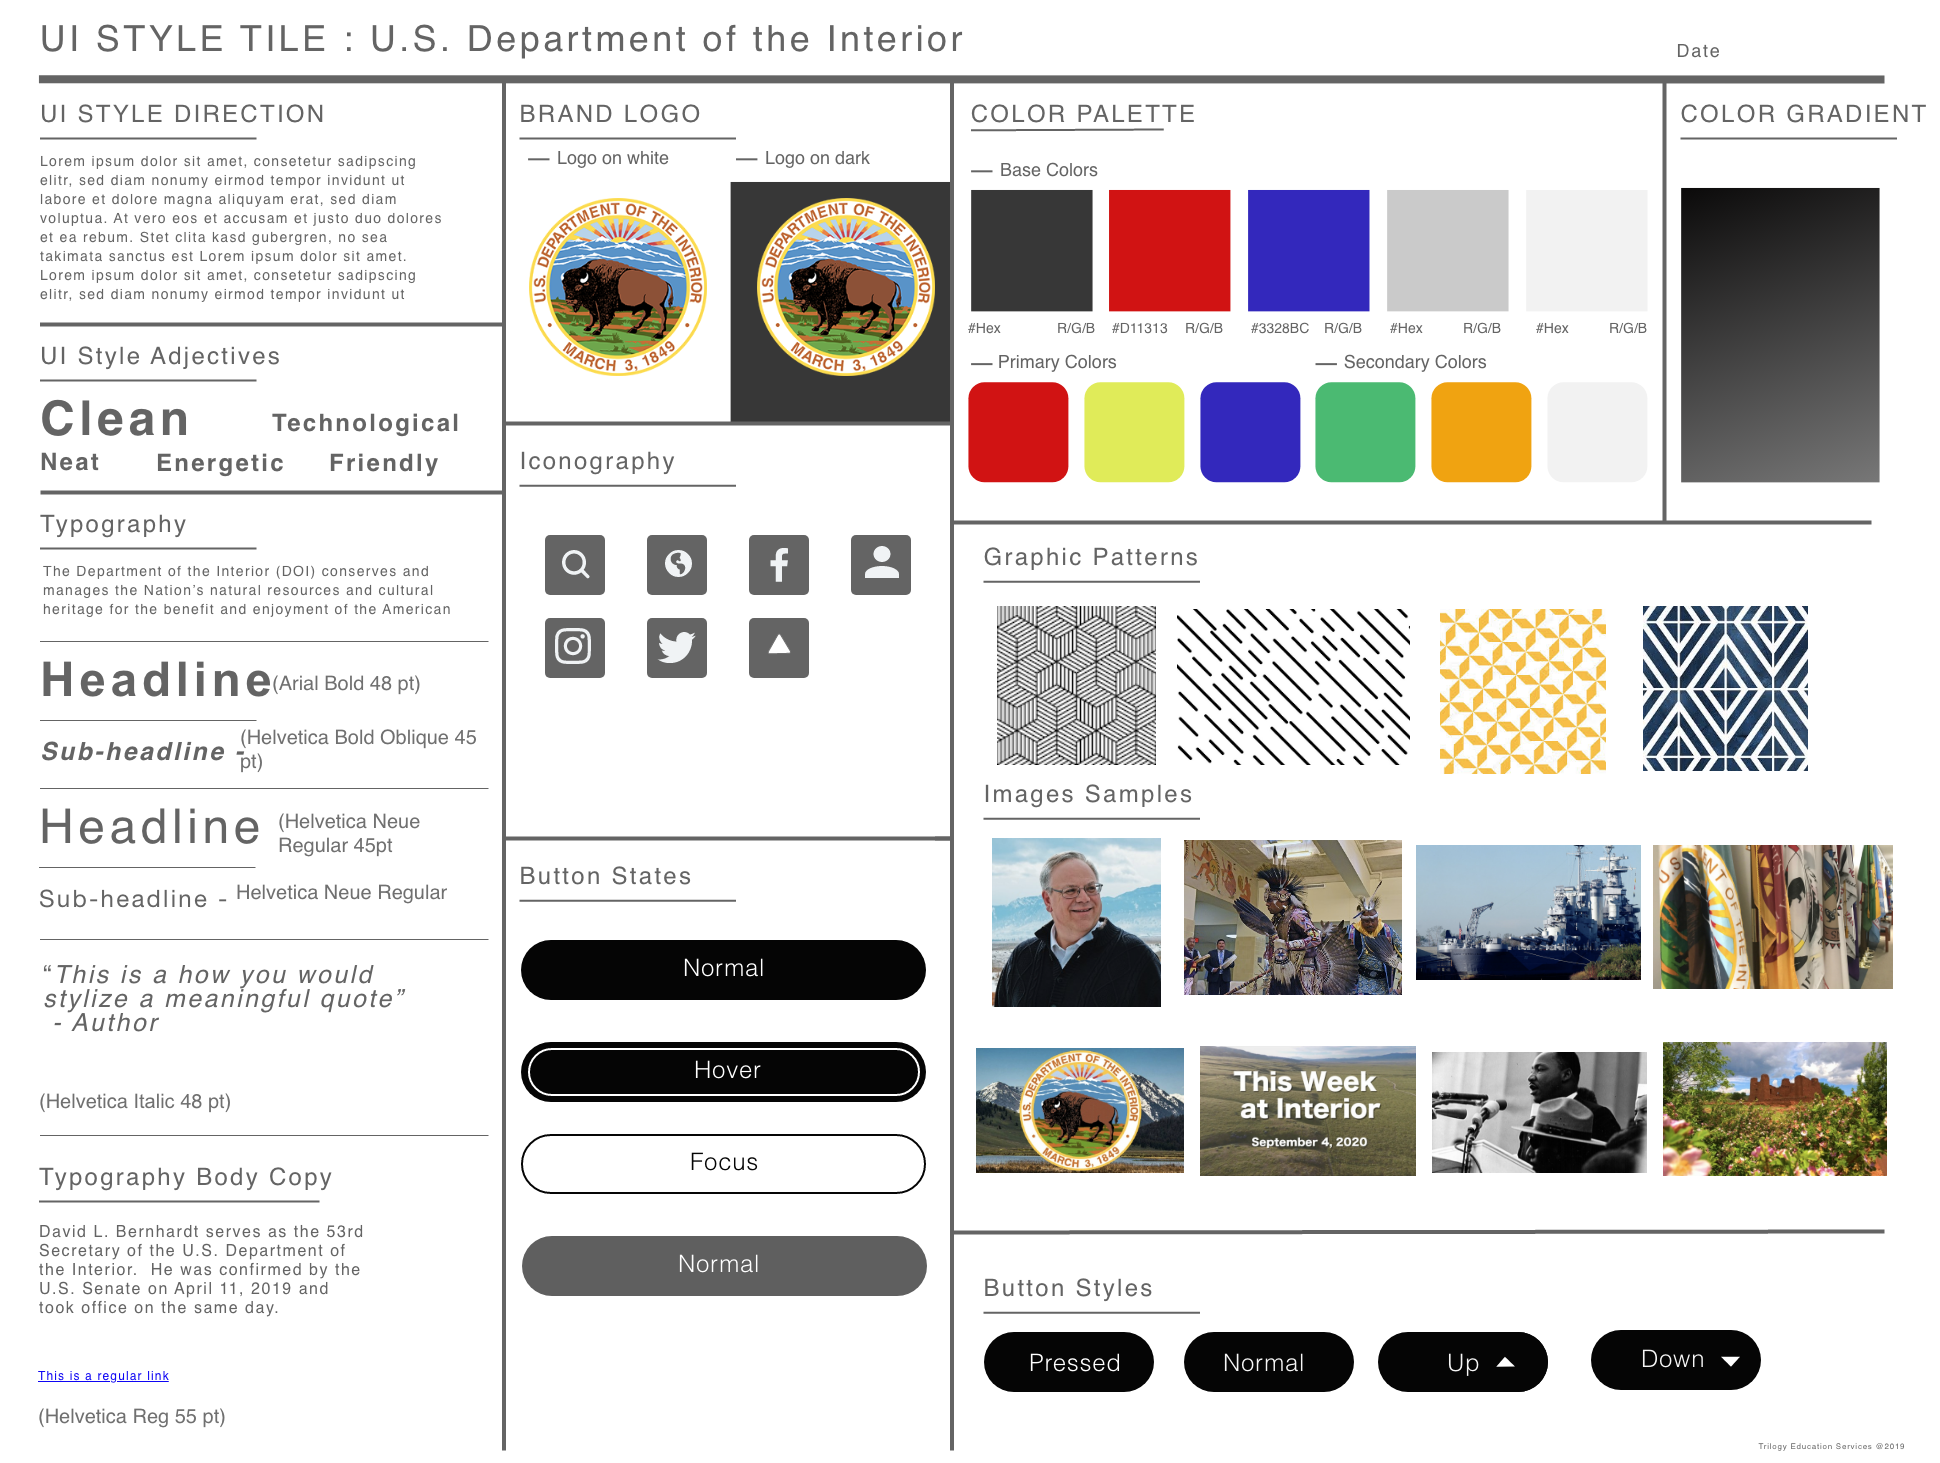 UI STYLE TILE : U.S. Department of the Interior
Date
UI STYLE DIRECTION
Lorem ipsum dolor sit amet, consetetur sadipscing
elitr, sed diam nonumy eirmod tempor invidunt ut
labore et dolore magna aliquyam erat, sed diam
voluptua. At vero eos et accusam et justo duo dolores
et ea rebum. Stet clita kasd gubergren, no sea
takimata sanctus est Lorem ipsum dolor sit amet.
Lorem ipsum dolor sit amet, consetetur sadipscing
elitr, sed diam nonumy eirmod tempor invidunt ut
UI Style Adjectives
Clean Technological
Neat Energetic Friendly
Typography
The Department of the Interior (DOI) conserves and
manages the Nation’s natural resources and cultural
heritage for the benefit and enjoyment of the American
Headline (Arial Bold 48 pt)
Sub-headline - (Helvetica Bold Oblique 45
pt)
Headline (Helvetica Neue
Regular 45pt
Sub-headline - Helvetica Neue Regular
“This is a how you would
stylize a meaningful quote”
- Author
(Helvetica Italic 48 pt)
Typography Body Copy
David L. Bernhardt serves as the 53rd
Secretary of the U.S. Department of
the Interior.  He was confirmed by the
U.S. Senate on April 11, 2019 and
took office on the same day.
This is a regular link
(Helvetica Reg 55 pt)
BRAND LOGO
Logo on white
Logo on dark
U.S. DEPARTMENT OF THE INTERIOR
MARCH 3, 1849
U.S. DEPARTMENT OF THE INTERIOR
MARCH 3, 1849
Iconography
Button States
Normal
Hover
Focus
Normal
COLOR PALETTE
Base Colors
#Hex R/G/B #D11313 R/G/B #3328BC R/G/B #Hex R/G/B #Hex R/G/B
Primary Colors
Secondary Colors
COLOR GRADIENT
Graphic Patterns
Images Samples
U.S. DEPARTMENT OF THE INTERIOR
MARCH 3, 1849
This Week
at Interior
September 4, 2020
Button Styles
Pressed
Normal
Up
Down
Trilogy Education Services @2019